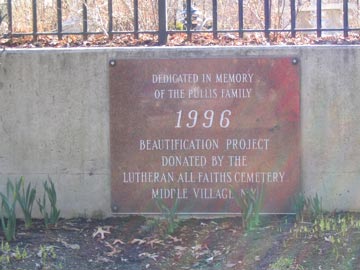 DEDICATED IN MEMORY
OF THE PULLIS FAMILY
1996
BEAUTIFICATION PROJECT
DONATED BY THE
LUTHERAN ALL FAITHS CEMETERY
MIDDLE VILLAGE N.Y.